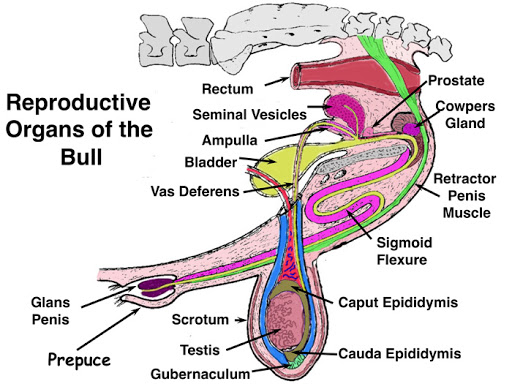 Reproductive
Organs of the
Bull
Rectum
Prostate
Seminal Vesicles
Cowpers
Gland
Ampulla
Bladder
Vas Deferens
Retractor
Penis
Muscle
Sigmoid
Flexure
Glans
Penis
Prepuce
Scrotum
Caput Epididymis
Testis
Cauda Epididymis
Gubernaculum